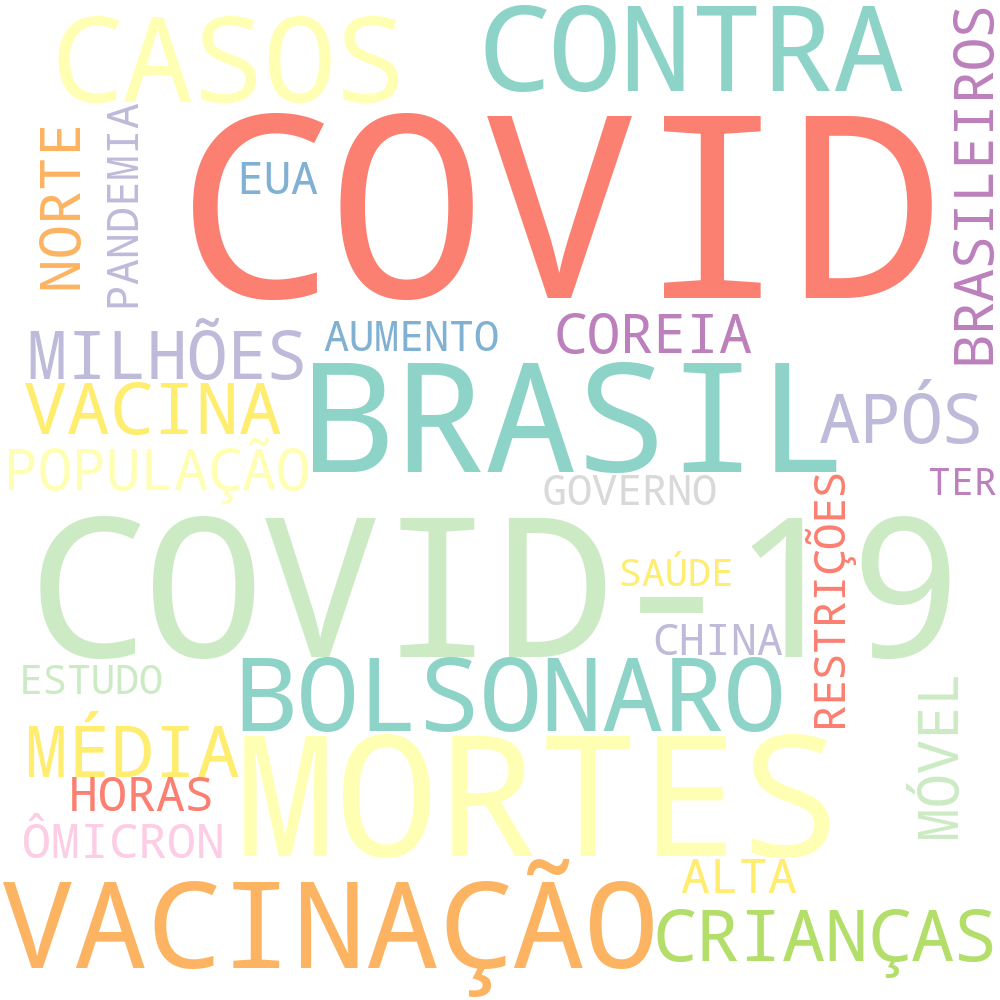 CASOS
CONTRA
BRASILEIROS
COVID
NORTE
PANDEMIA
EUA
MILHÕES
AUMENTO
COREIA
VACINA
BRASIL
APÓS
POPULAÇÃO
GOVERNO
TER
COVID-19
SAÚDE
RESTRIÇÕES
CHINA
ESTUDO
BOLSONARO
MÓVEL
MÉDIA
MORTES
HORAS
ÔMICRON
VACINAÇÃO
ALTA
CRIANÇAS